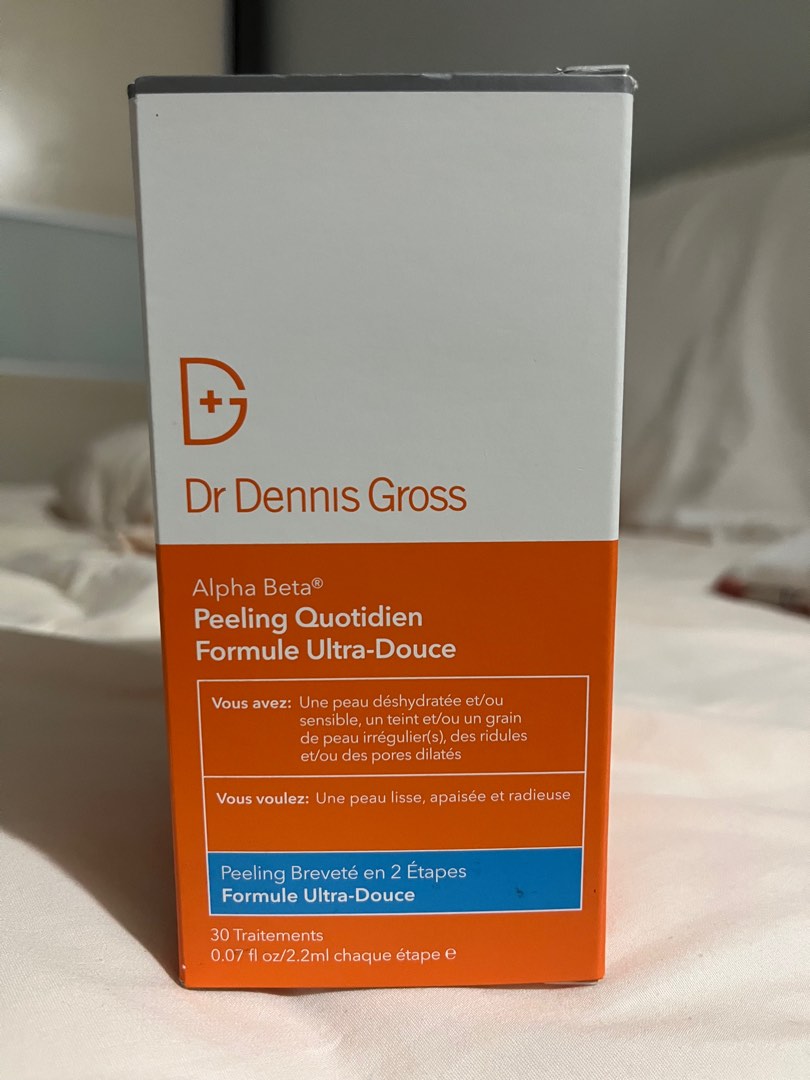 Dr Dennis Gross
Alpha Beta®
Peeling Quotidien
Formule Ultra-Douce
Vous avez: Une peau déshydratée et/ou
sensible, un teint et/ou un grain
de peau irrégulier(s), des ridules
et/ou des pores dilatés
Vous voulez: Une peau lisse, apaisée et radieuse
Peeling Breveté en 2 Étapes
Formule Ultra-Douce
30 Traitements
0.07 fl oz/2.2ml chaque étape ℮